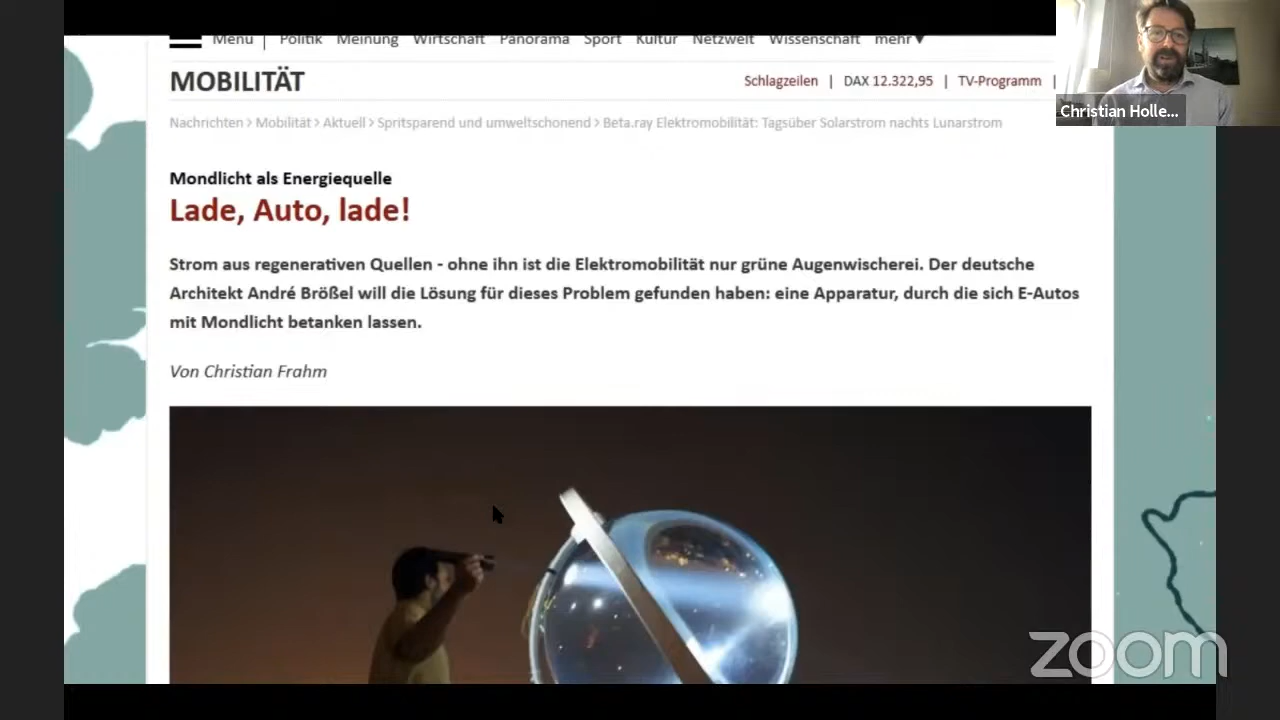 Menü | Politik Meinung Wirtschaft Panorama Sport Kultur Netzwelt Wissenschaft mehr▼
MOBILITÄT
Schlagzeilen | DAX 12.322,95 | TV-Programm |
Christian Holle...
Nachrichten > Mobilität > Aktuell > Spritsparend und umweltschonend > Beta.ray Elektromobilität: Tagsüber Solarstrom nachts Lunarstrom
Mondlicht als Energiequelle
Lade, Auto, lade!
Strom aus regenerativen Quellen - ohne ihn ist die Elektromobilität nur grüne Augenwischerei. Der deutsche
Architekt André Brößel will die Lösung für dieses Problem gefunden haben: eine Apparatur, durch die sich E-Autos
mit Mondlicht betanken lassen.
Von Christian Frahm
zoom